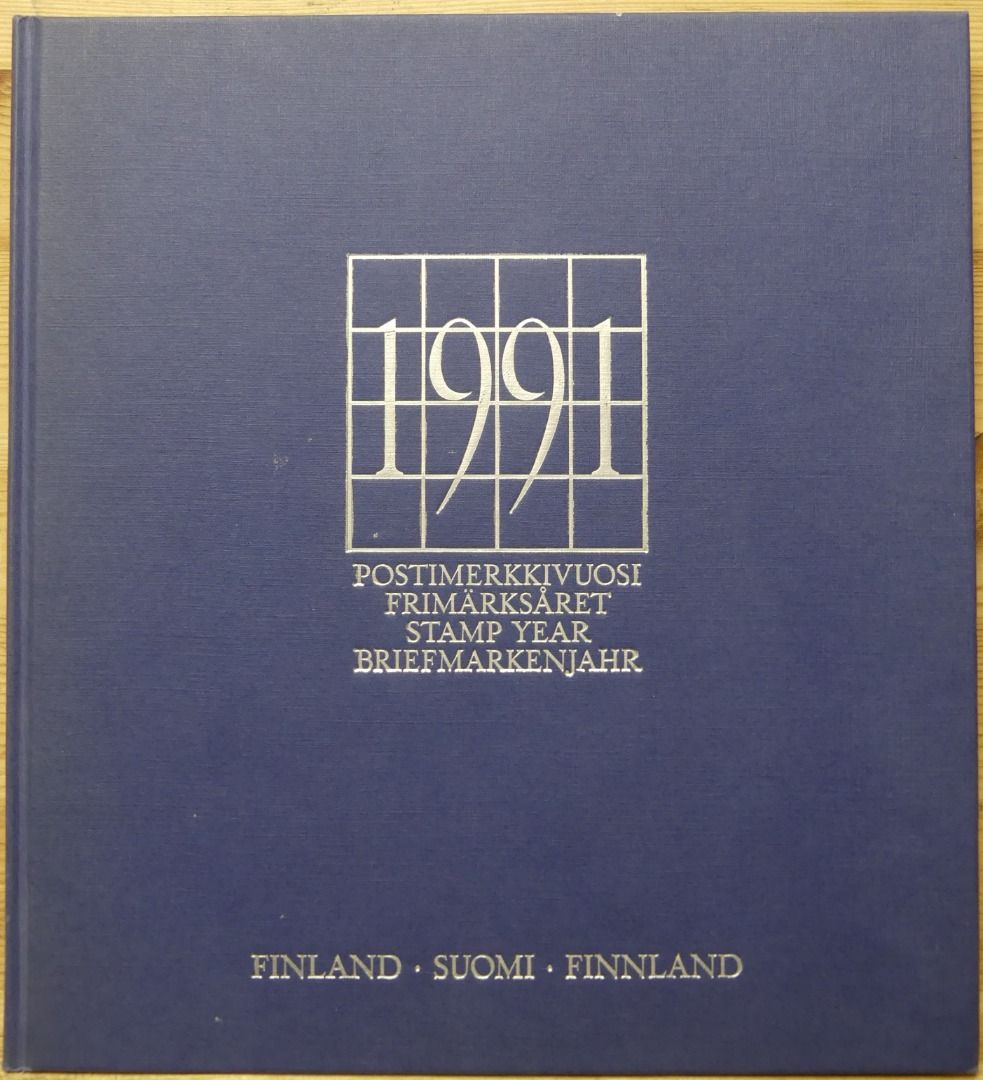 1991
POSTIMERKKIVUOSI
FRIMÄRKSÅRET
STAMP YEAR
BRIEFMARKENJAHR
FINLAND · SUOMI · FINNLAND